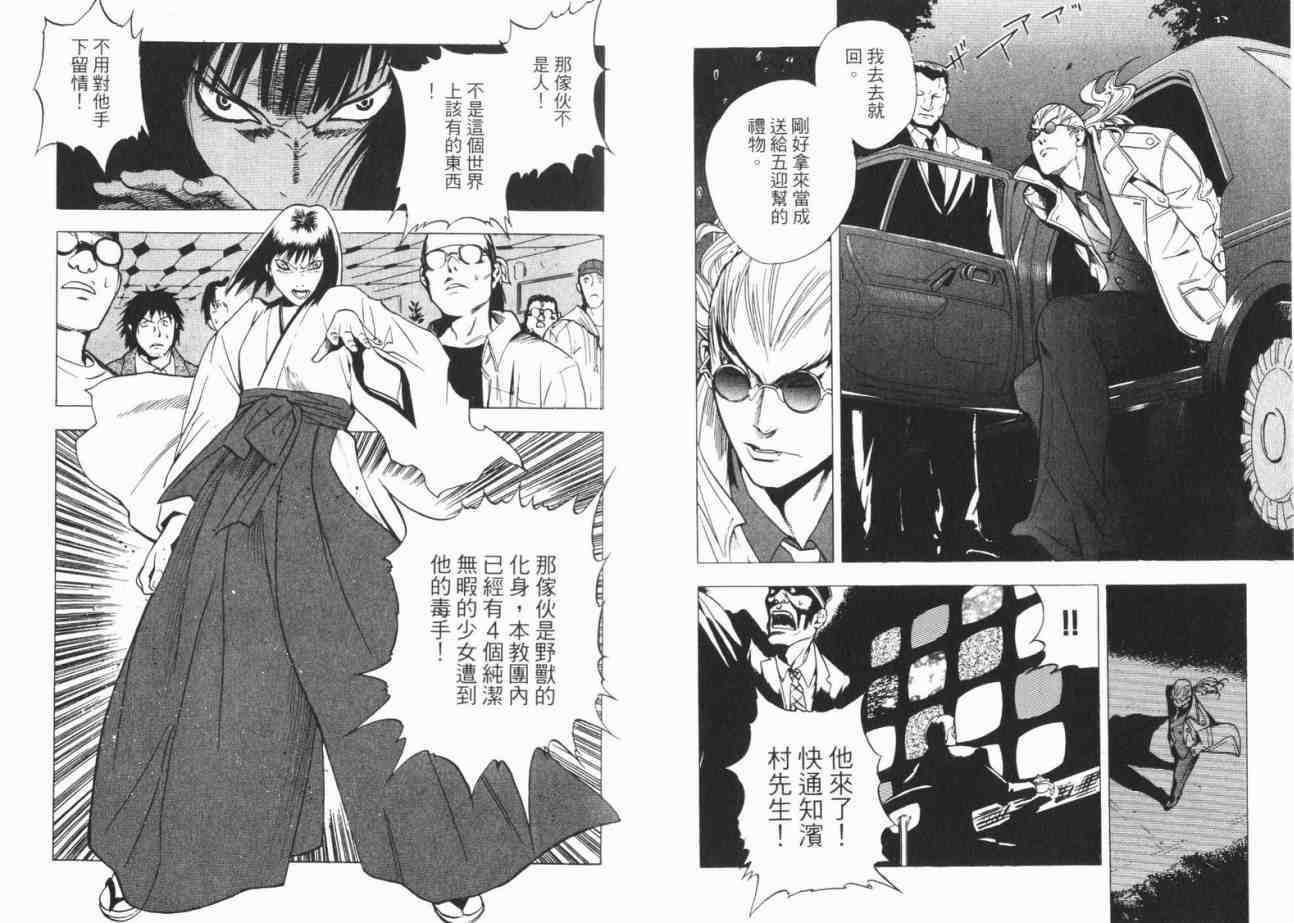 ザアアァッ
我去去就
回。
剛好拿來當成
送給五迎幫的
禮物。
!!
他來了！
快通知濱
村先生！
那傢伙不
是人！
不是這個世界
上該有的東西
！
不用對他手
下留情！
那傢伙是野獸的
化身，本教團內
已經有4個純潔
無暇的少女遭到
他的毒手！